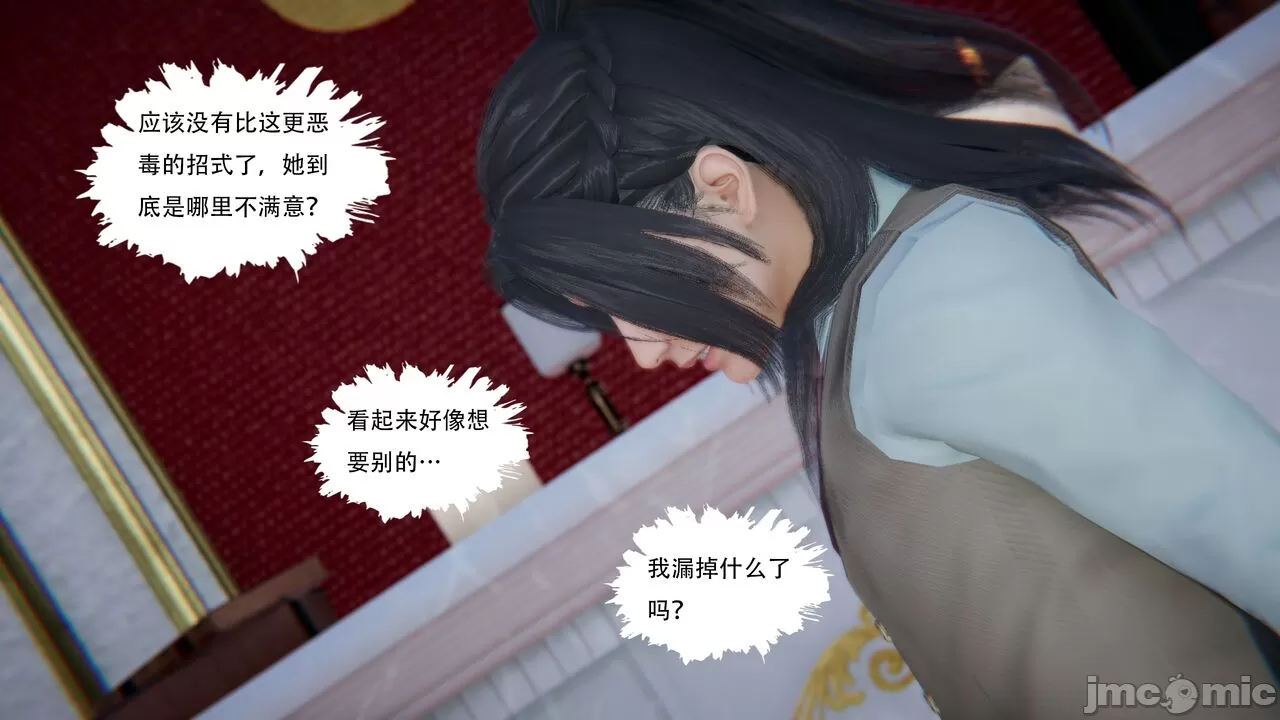 应该没有比这更恶
毒的招式了，她到
底是哪里不满意？
看起来好像想
要别的…
我漏掉什么了
吗？
jmcomic